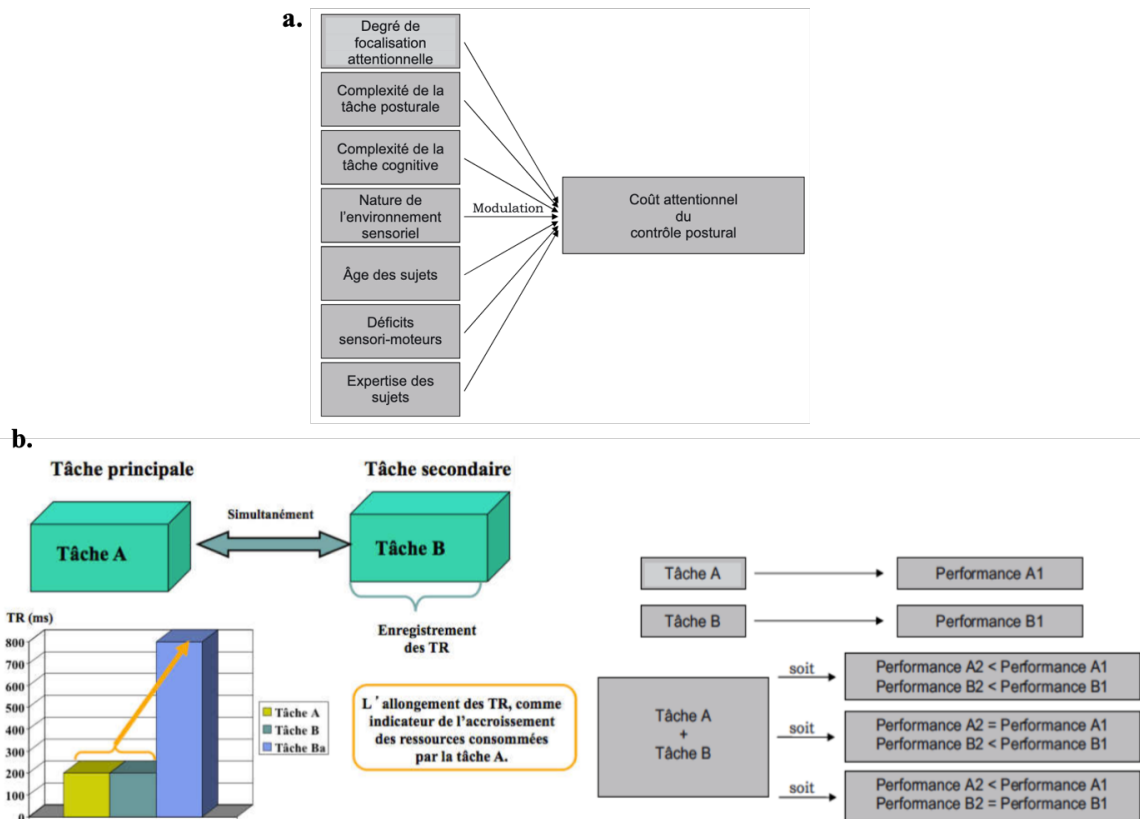 a.
Degré de
focalisation
attentionnelle
Complexité de la
tâche posturale
Complexité de la
tâche cognitive
Nature de
l'environnement
sensoriel
Âge des sujets
Déficits
sensori-moteurs
Expertise des
sujets
Modulation
Coût attentionnel
du
contrôle postural
b.
Tâche principale
Tâche secondaire
Tâche A
Simultanément
Tâche B
Enregistrement
des TR
TR (ms)
800
700
600
500
400
300
200
100
0
Tâche A
Tâche B
Tâche Ba
L'allongement des TR, comme
indicateur de l'accroissement
des ressources consommées
par la tâche A.
Tâche A
Performance A1
Tâche B
Performance B1
Tâche A
+
Tâche B
soit
Performance A2 < Performance A1
Performance B2 < Performance B1
soit
Performance A2 = Performance A1
Performance B2 < Performance B1
soit
Performance A2 < Performance A1
Performance B2 = Performance B1